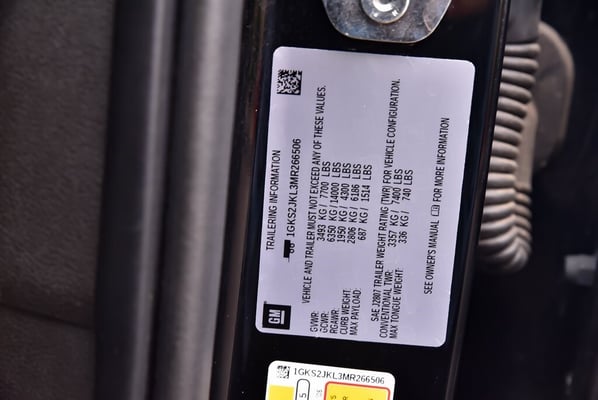 GM
TRAILERING INFORMATION
1GKS2JKL3MR266506
VEHICLE AND TRAILER MUST NOT EXCEED ANY OF THESE VALUES.
GVWR: 3493 KG / 7700 LBS
GCWR: 6350 KG / 14000 LBS
RGAWR: 1950 KG / 4300 LBS
CURB WEIGHT: 2806 KG / 6186 LBS
MAX PAYLOAD: 687 KG / 1514 LBS
SAE J2807 TRAILER WEIGHT RATING (TWR) FOR VEHICLE CONFIGURATION.
CONVENTIONAL TWR: 3357 KG / 7400 LBS
MAX TONGUE WEIGHT: 336 KG / 740 LBS
SEE OWNER'S MANUAL FOR MORE INFORMATION
1GKS2JKL3MR266506